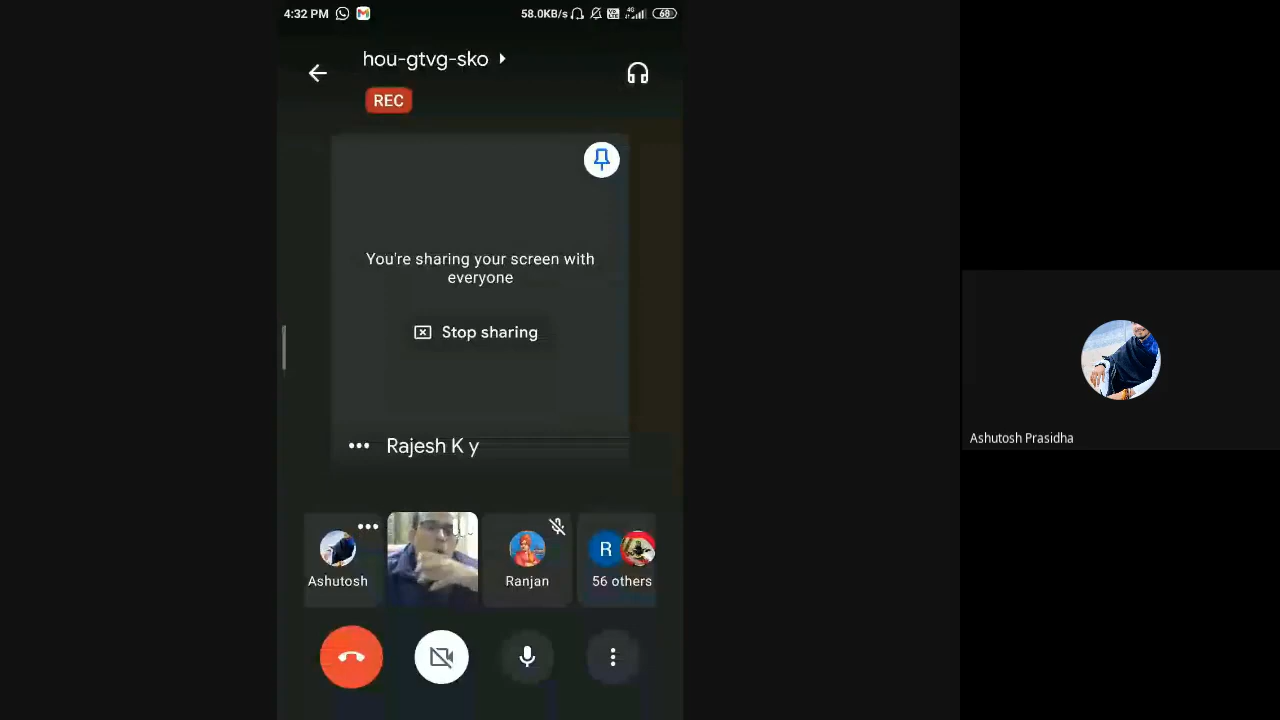 4:32 PM
58.0KB/s
4G
68
hou-gtvg-sko
REC
You're sharing your screen with
everyone
Stop sharing
Rajesh K y
Ashutosh
Ranjan
R
56 others
Ashutosh Prasidha